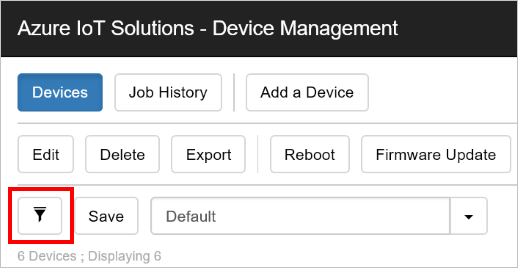 Azure IoT Solutions - Device Management
Devices Job History Add a Device
Edit Delete Export Reboot Firmware Update
Save Default
6 Devices ; Displaying 6